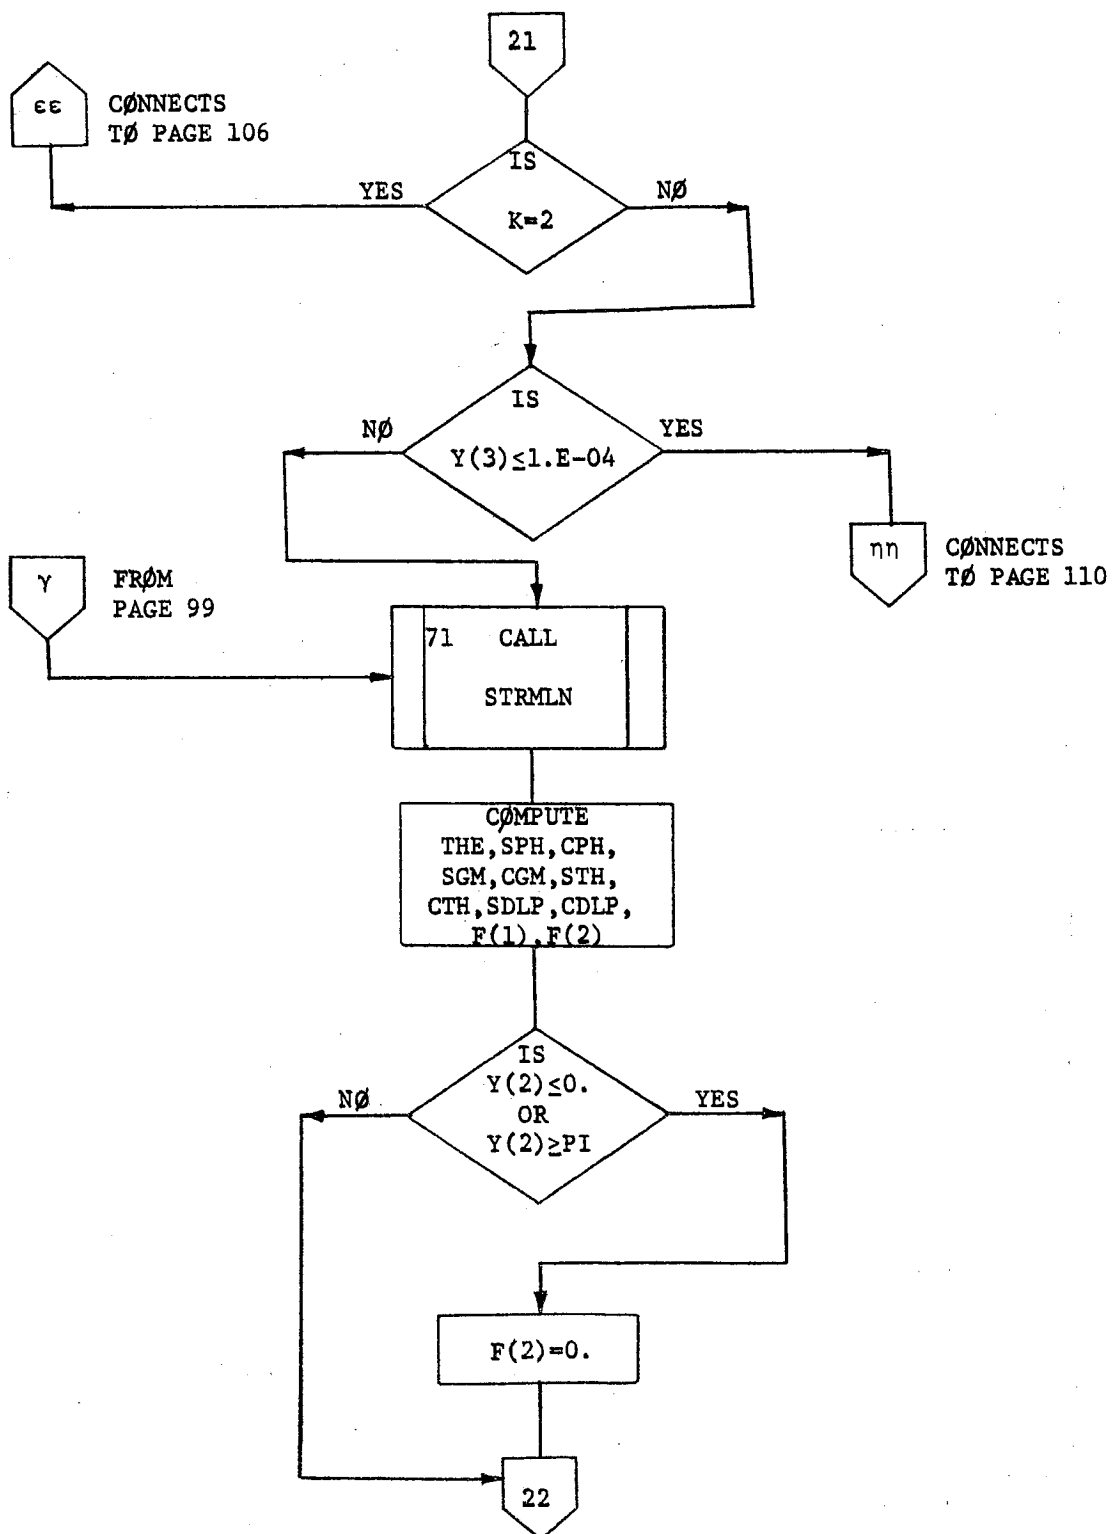 21
εε
CØNNECTS
TØ PAGE 106
IS
K=2
YES
NØ
IS
Y(3)≤1.E-04
NØ
YES
ηη
CØNNECTS
TØ PAGE 110
γ
FRØM
PAGE 99
71 CALL
STRMLN
CØMPUTE
THE,SPH,CPH,
SGM,CGM,STH,
CTH,SDLP,CDLP,
F(1),F(2)
IS
Y(2)≤0.
OR
Y(2)≥PI
NØ
YES
F(2)=0.
22